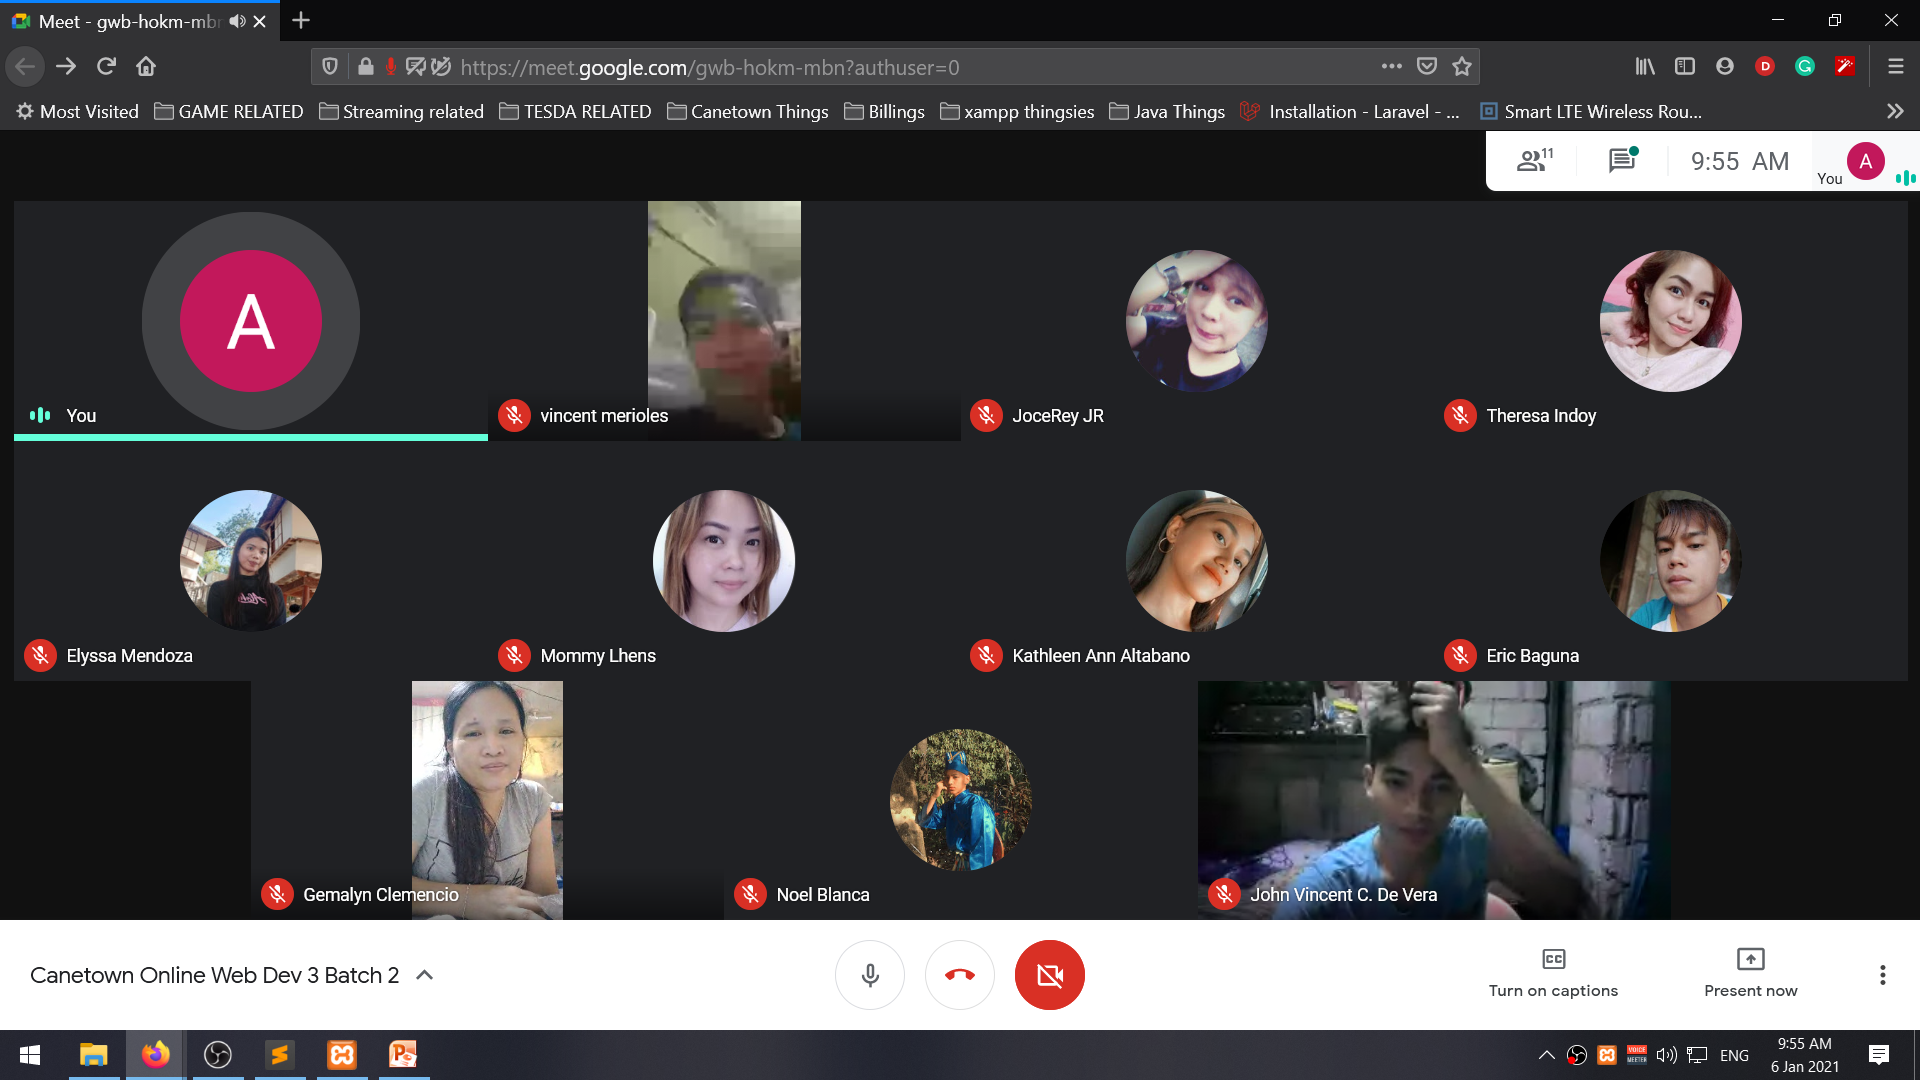 Meet - gwb-hokm-mbn
https://meet.google.com/gwb-hokm-mbn?authuser=0
D
G
Most Visited
GAME RELATED
Streaming related
TESDA RELATED
Canetown Things
Billings
xampp thingsies
Java Things
Installation - Laravel - ...
Smart LTE Wireless Rou...
11
9:55 AM
You
A
A
You
vincent merioles
JoceRey JR
Theresa Indoy
Elyssa Mendoza
Mommy Lhens
Kathleen Ann Altabano
Eric Baguna
Gemalyn Clemencio
Noel Blanca
John Vincent C. De Vera
Canetown Online Web Dev 3 Batch 2
CC
Turn on captions
Present now
VOICE
MEETER
ENG
9:55 AM
6 Jan 2021